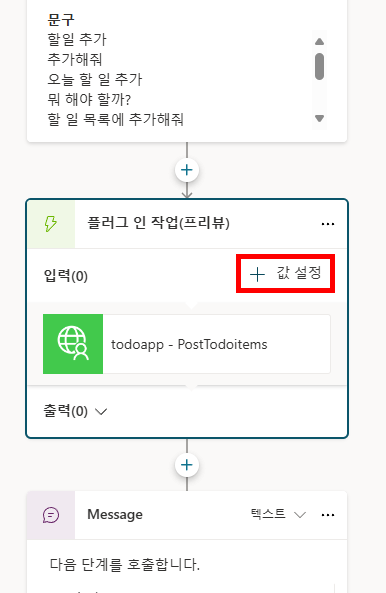 문구
할일 추가
추가해줘
오늘 할 일 추가
뭐 해야 할까?
할 일 목록에 추가해줘
플러그 인 작업(프리뷰)
입력(0)
값 설정
todoapp - PostTodoitems
출력(0)
Message
텍스트
다음 단계를 호출합니다.